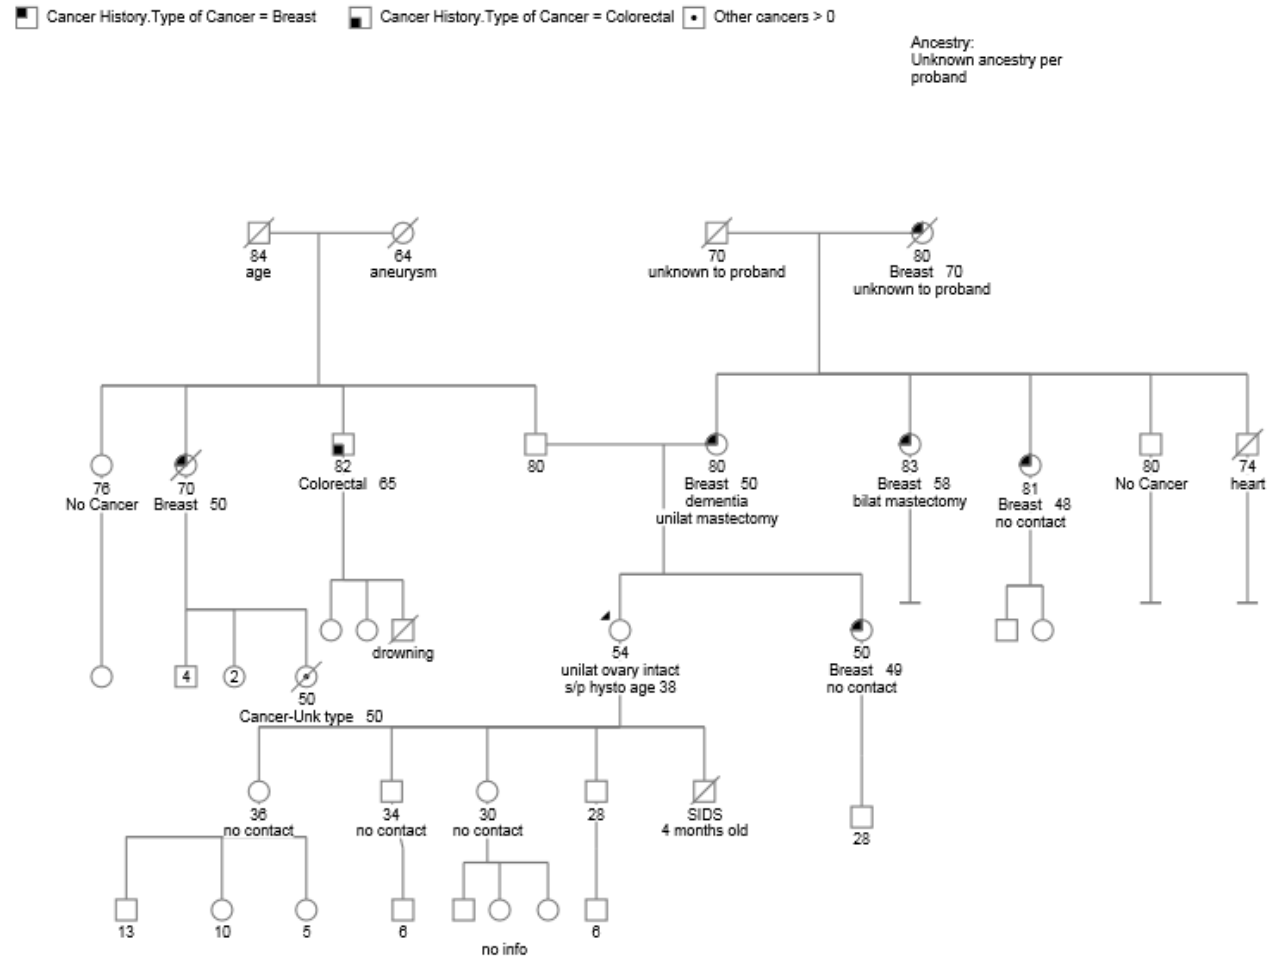 Cancer History.Type of Cancer = Breast
Cancer History.Type of Cancer = Colorectal
Other cancers > 0
Ancestry:
Unknown ancestry per
proband
84
age
64
aneurysm
70
unknown to proband
80
Breast 70
unknown to proband
76
No Cancer
70
Breast 50
82
Colorectal 65
80
80
Breast 50
dementia
unilat mastectomy
83
Breast 58
bilat mastectomy
81
Breast 48
no contact
80
No Cancer
74
heart
4
2
50
Cancer-Unk type 50
drowning
54
unilat ovary intact
s/p hysto age 38
50
Breast 49
no contact
36
no contact
34
no contact
30
no contact
28
SIDS
4 months old
28
13
10
5
6
no info
6